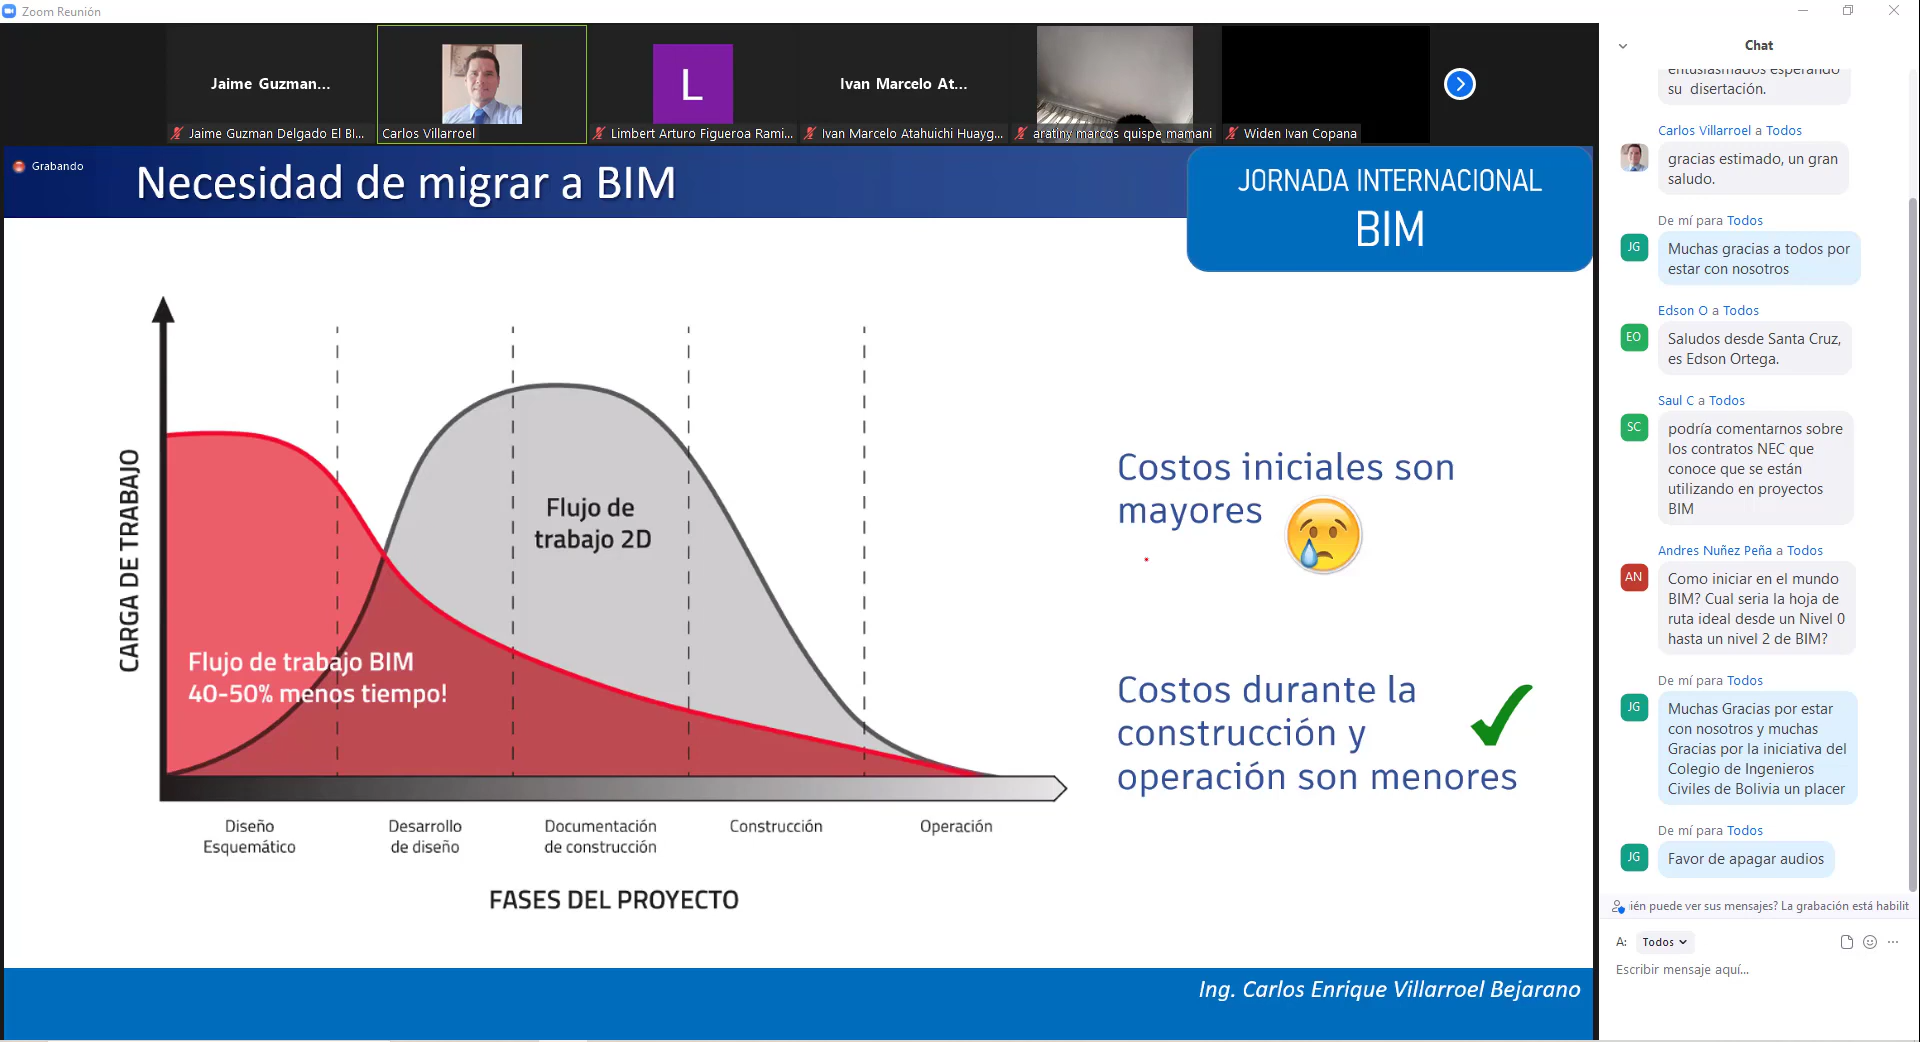 Zoom Reunión
Jaime Guzman...
L
Ivan Marcelo At...
Jaime Guzman Delgado El BI...
Carlos Villarroel
Limbert Arturo Figueroa Rami...
Ivan Marcelo Atahuichi Huayg...
aratiny marcos quispe mamani
Widen Ivan Copana
Grabando
Necesidad de migrar a BIM
JORNADA INTERNACIONAL
BIM
CARGA DE TRABAJO
Flujo de
trabajo 2D
Flujo de trabajo BIM
40-50% menos tiempo!
Diseño
Esquemático
Desarrollo
de diseño
Documentación
de construcción
Construcción
Operación
FASES DEL PROYECTO
Costos iniciales son
mayores
Costos durante la
construcción y
operación son menores
Ing. Carlos Enrique Villarroel Bejarano
Chat
entusiasmados esperando
su disertación.
Carlos Villarroel a Todos
gracias estimado, un gran
saludo.
De mí para Todos
JG
Muchas gracias a todos por
estar con nosotros
Edson O a Todos
EO
Saludos desde Santa Cruz,
es Edson Ortega.
Saul C a Todos
SC
podría comentarnos sobre
los contratos NEC que
conoce que se están
utilizando en proyectos
BIM
Andres Nuñez Peña a Todos
AN
Como iniciar en el mundo
BIM? Cual seria la hoja de
ruta ideal desde un Nivel 0
hasta un nivel 2 de BIM?
De mí para Todos
JG
Muchas Gracias por estar
con nosotros y muchas
Gracias por la iniciativa del
Colegio de Ingenieros
Civiles de Bolivia un placer
De mí para Todos
JG
Favor de apagar audios
ién puede ver sus mensajes? La grabación está habilit
A: Todos
Escribir mensaje aquí...